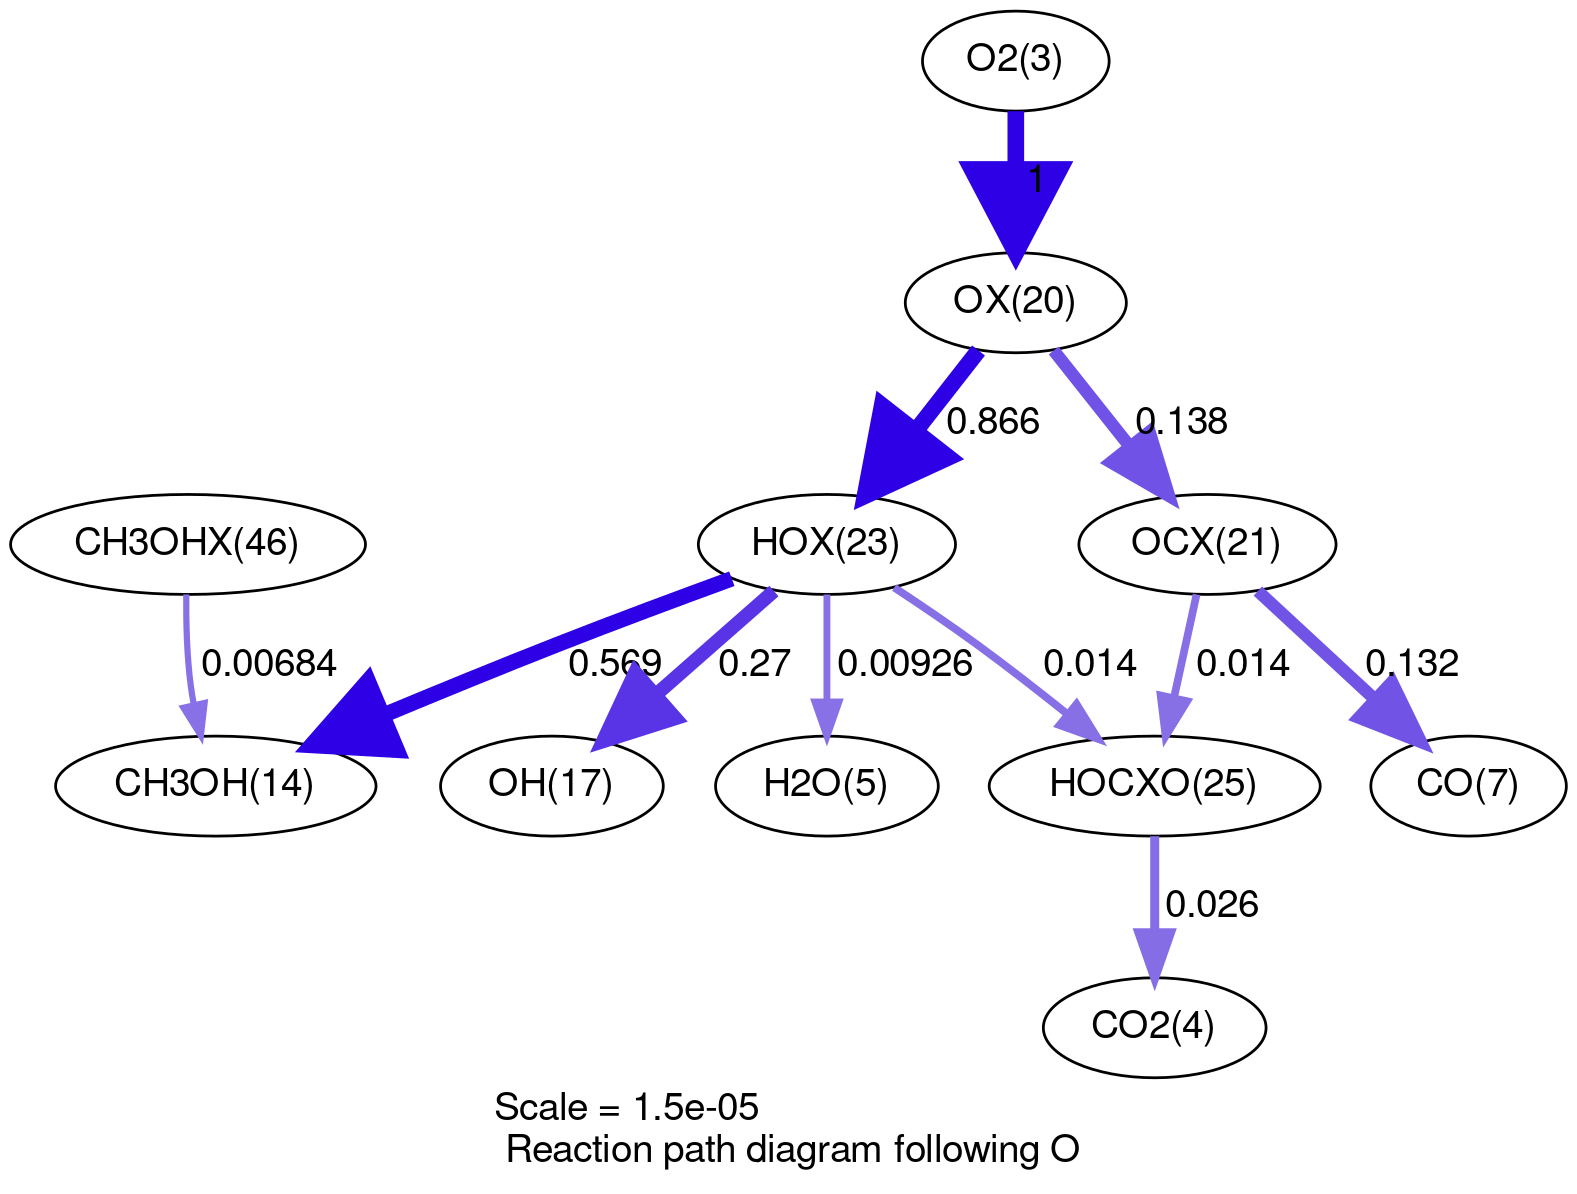 O2(3)
1
OX(20)
0.866
0.138
CH3OHX(46)
HOX(23)
OCX(21)
0.00684
0.569
0.27
0.00926
0.014
0.014
0.132
CH3OH(14)
OH(17)
H2O(5)
HOCXO(25)
CO(7)
0.026
CO2(4)
Scale = 1.5e-05
Reaction path diagram following O